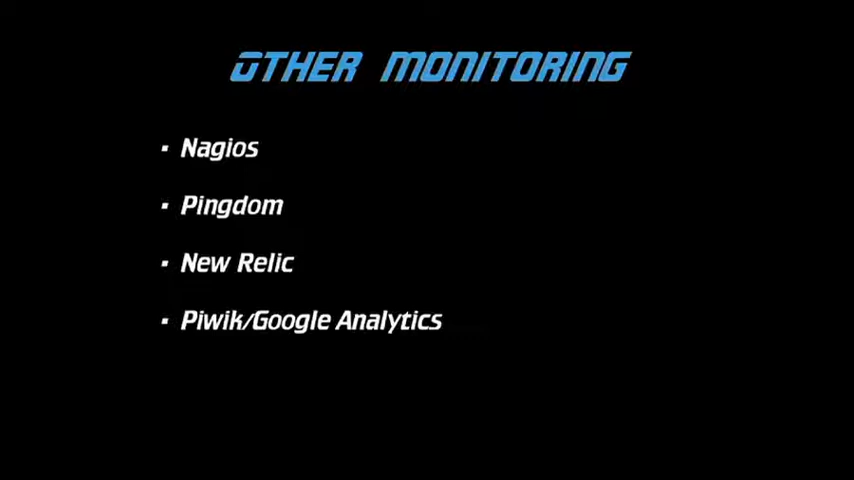 OTHER MONITORING
• Nagios
• Pingdom
• New Relic
• Piwik/Google Analytics